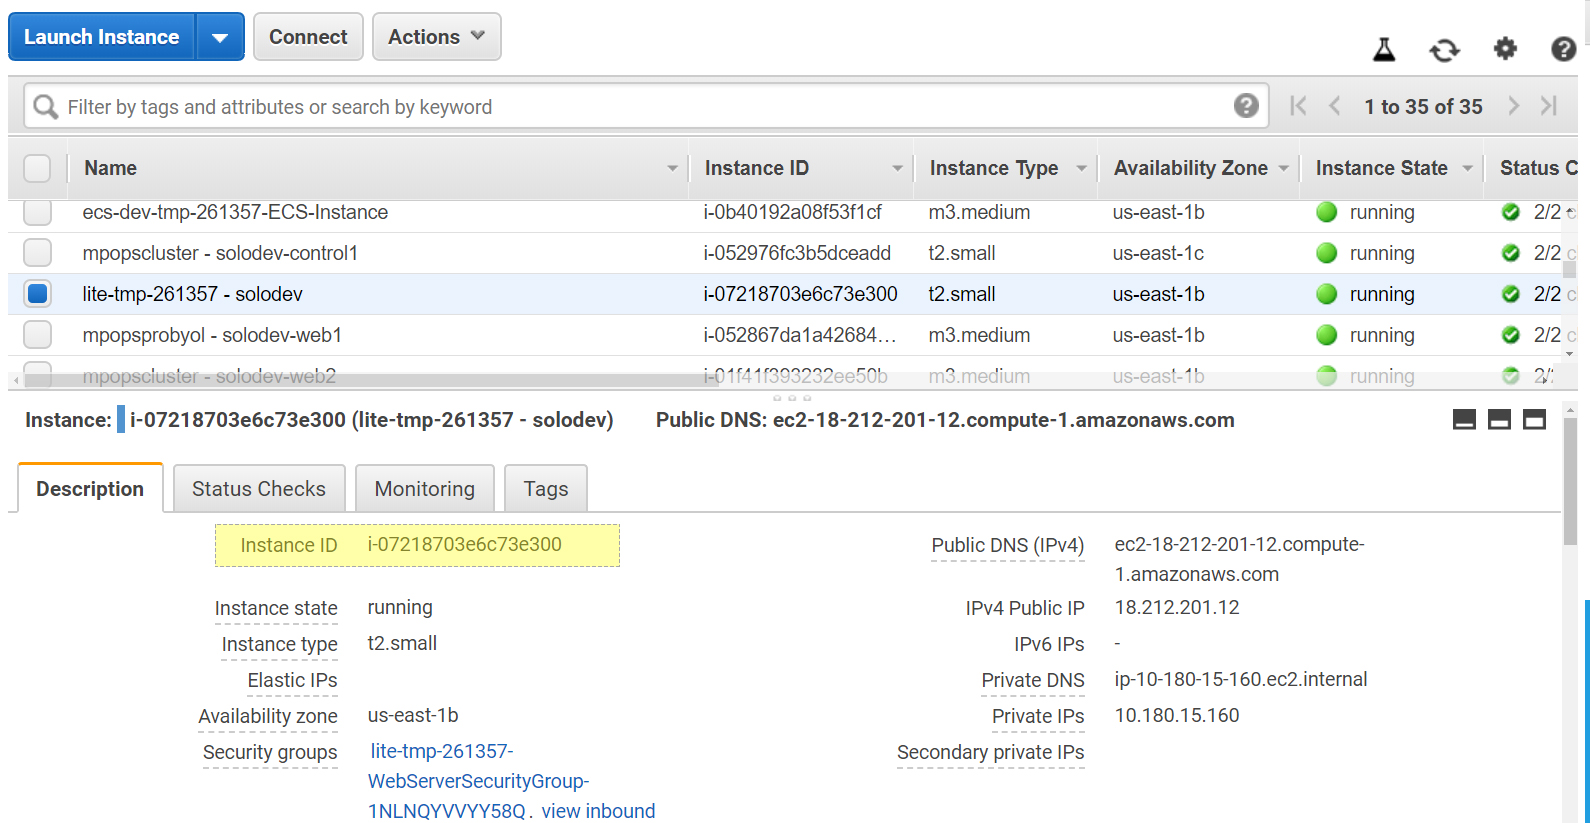 Launch Instance Connect Actions
Filter by tags and attributes or search by keyword 1 to 35 of 35
Name Instance ID Instance Type Availability Zone Instance State Status C
ecs-dev-tmp-261357-ECS-Instance i-0b40192a08f53f1cf m3.medium us-east-1b running 2/2 c
mpopscluster - solodev-control1 i-052976fc3b5dceadd t2.small us-east-1c running 2/2 c
lite-tmp-261357 - solodev i-07218703e6c73e300 t2.small us-east-1b running 2/2 c
mpopsprobyol - solodev-web1 i-052867da1a42684... m3.medium us-east-1b running 2/2 c
mpopscluster - solodev-web2 i-01f41f393232ee50b m3.medium us-east-1b running
Instance: i-07218703e6c73e300 (lite-tmp-261357 - solodev) Public DNS: ec2-18-212-201-12.compute-1.amazonaws.com
Description Status Checks Monitoring Tags
Instance ID i-07218703e6c73e300 Public DNS (IPv4) ec2-18-212-201-12.compute-
1.amazonaws.com
Instance state running IPv4 Public IP 18.212.201.12
Instance type t2.small IPv6 IPs -
Elastic IPs Private DNS ip-10-180-15-160.ec2.internal
Availability zone us-east-1b Private IPs 10.180.15.160
Security groups lite-tmp-261357- Secondary private IPs
WebServerSecurityGroup-
1NLNQYVVYY58Q . view inbound